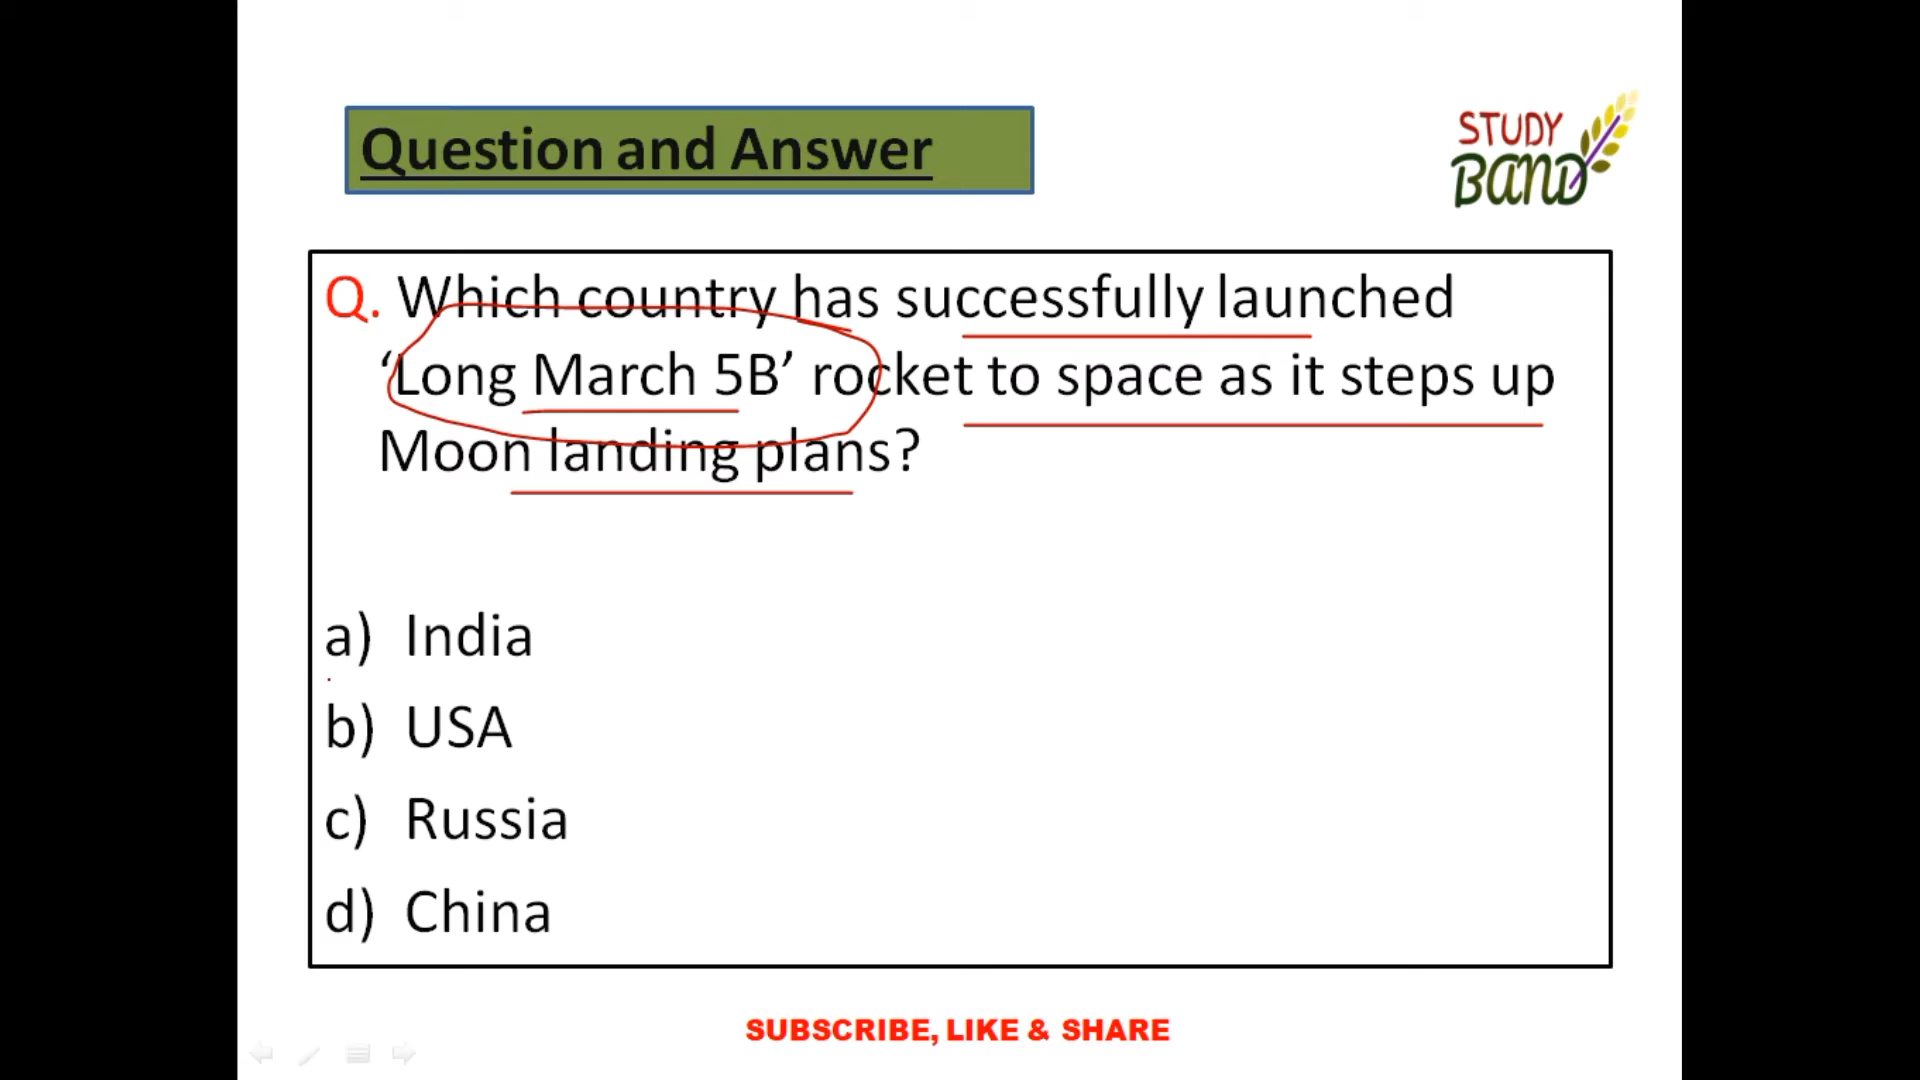 Question and Answer
STUDY
BAND
Q. Which country has successfully launched
‘Long March 5B’ rocket to space as it steps up
Moon landing plans?
a) India
b) USA
c) Russia
d) China
SUBSCRIBE, LIKE & SHARE